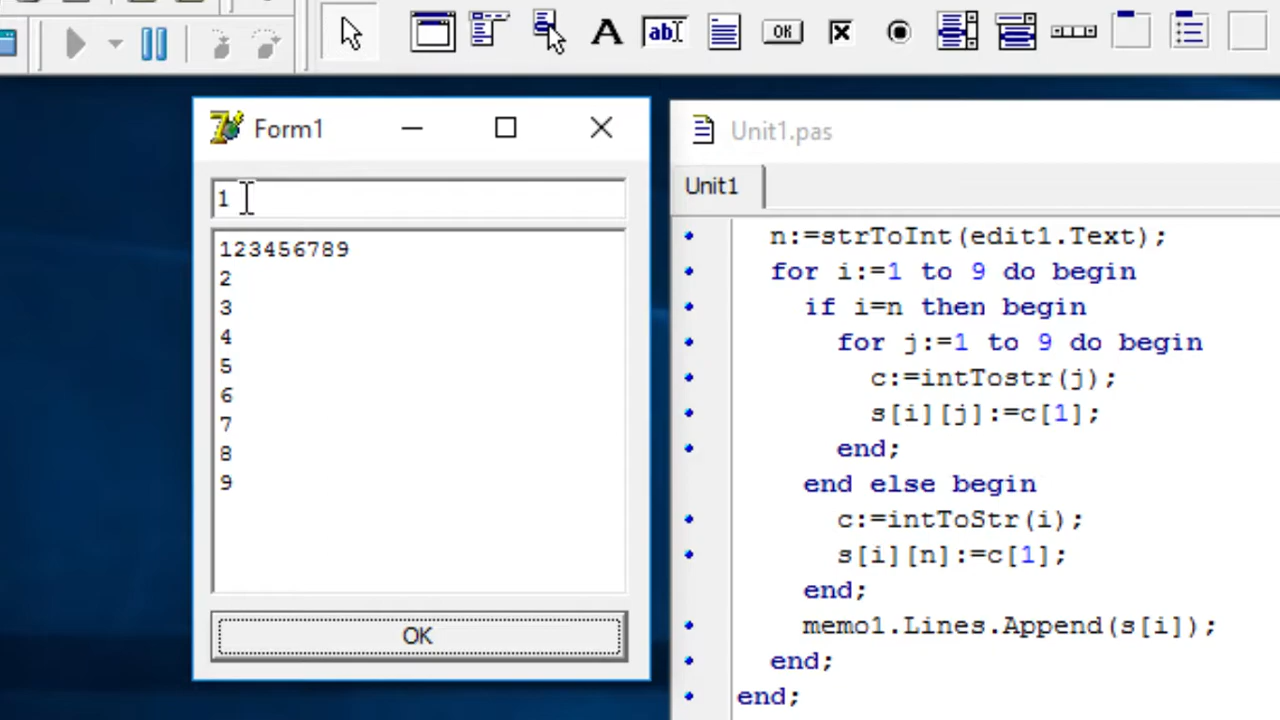 A
abI
OK
Form1
1
123456789
2
3
4
5
6
7
8
9
OK
Unit1.pas
Unit1
n:=strToInt(edit1.Text);
for i:=1 to 9 do begin
if i=n then begin
for j:=1 to 9 do begin
c:=intTostr(j);
s[i][j]:=c[1];
end;
end else begin
c:=intToStr(i);
s[i][n]:=c[1];
end;
memo1.Lines.Append(s[i]);
end;
end;